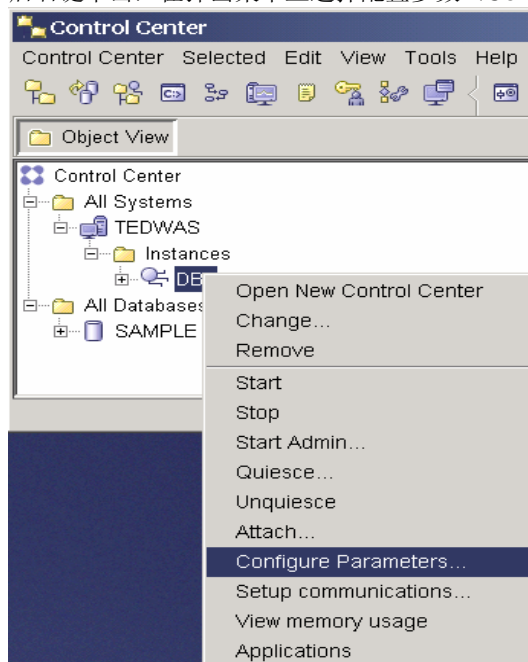 Control Center
Control Center Selected Edit View Tools Help
Object View
Control Center
All Systems
TEDWAS
Instances
DB
All Databases
SAMPLE
Open New Control Center
Change...
Remove
Start
Stop
Start Admin...
Quiesce...
Unquiesce
Attach...
Configure Parameters...
Setup communications...
View memory usage
Applications